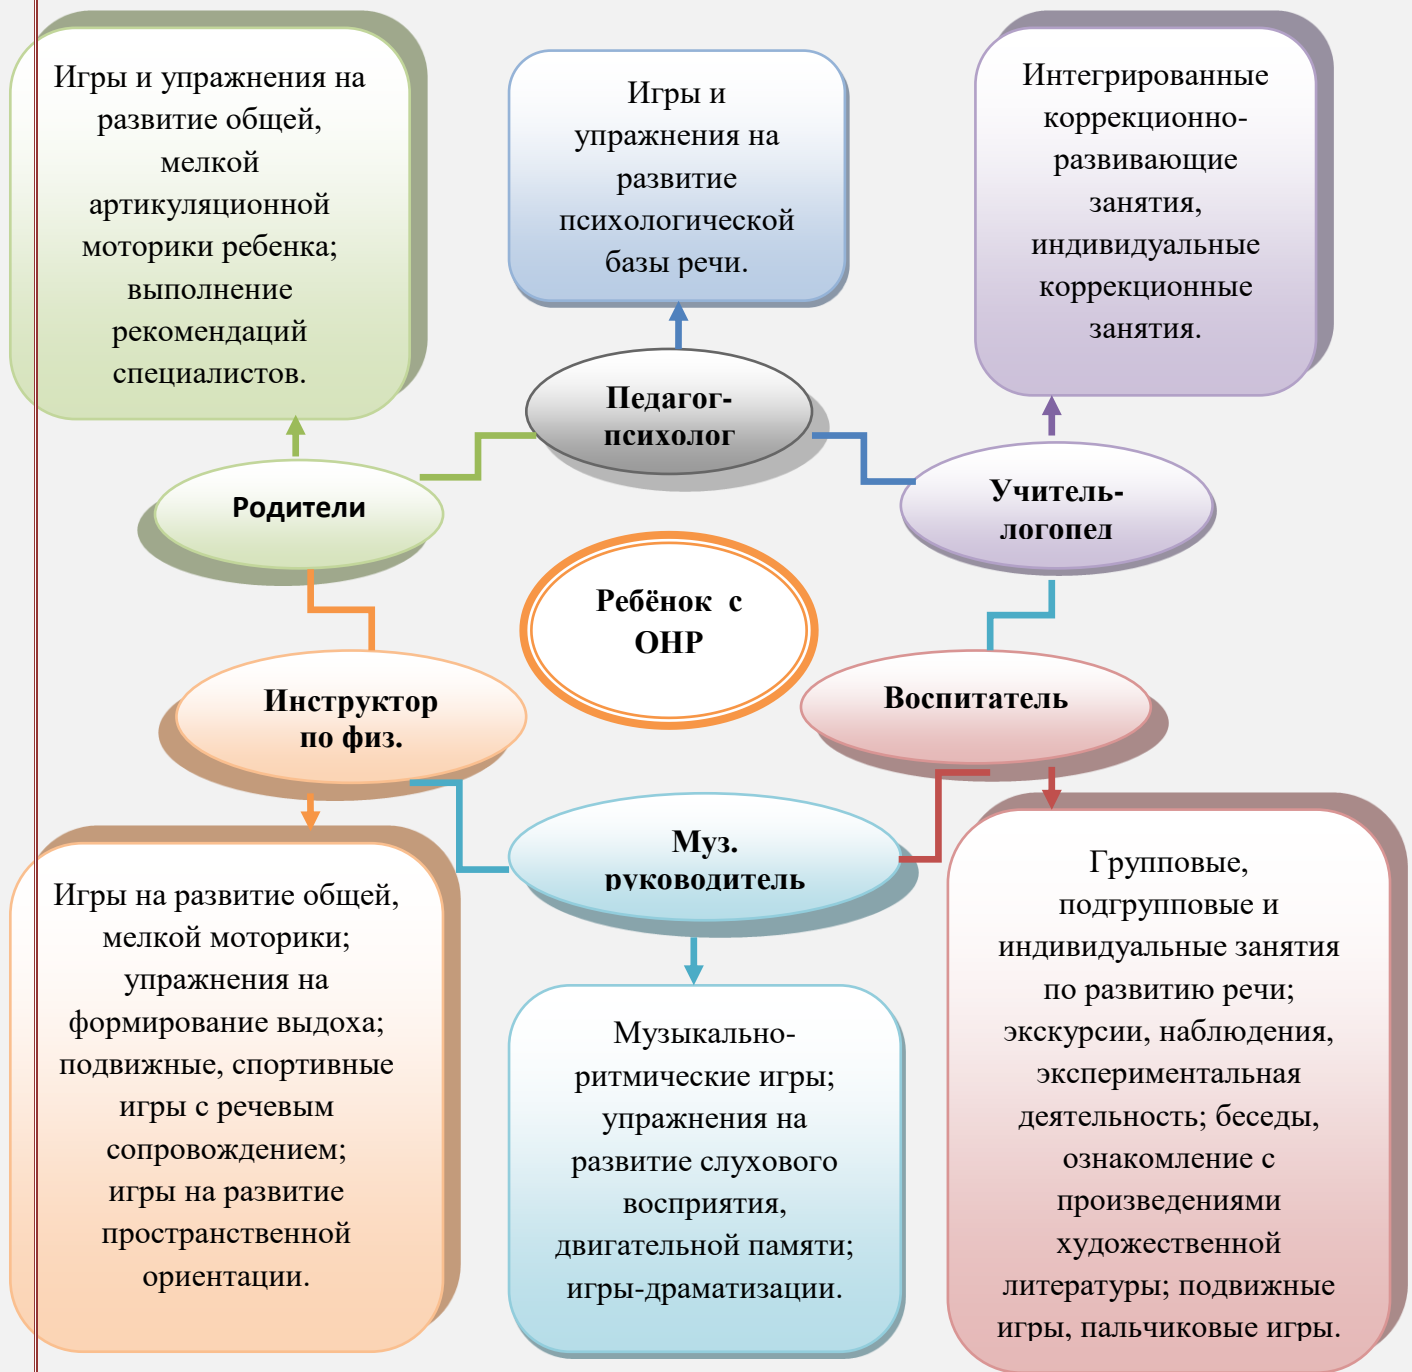 Игры и упражнения на
развитие общей,
мелкой
артикуляционной
моторики ребенка;
выполнение
рекомендаций
специалистов.
Игры и
упражнения на
развитие
психологической
базы речи.
Интегрированные
коррекционно-
развивающие
занятия,
индивидуальные
коррекционные
занятия.
Педагог-
психолог
Родители
Учитель-
логопед
Ребёнок с
ОНР
Инструктор
по физ.
Воспитатель
Муз.
руководитель
Игры на развитие общей,
мелкой моторики;
упражнения на
формирование выдоха;
подвижные, спортивные
игры с речевым
сопровождением;
игры на развитие
пространственной
ориентации.
Музыкально-
ритмические игры;
упражнения на
развитие слухового
восприятия,
двигательной памяти;
игры-драматизации.
Групповые,
подгрупповые и
индивидуальные занятия
по развитию речи;
экскурсии, наблюдения,
экспериментальная
деятельность; беседы,
ознакомление с
произведениями
художественной
литературы; подвижные
игры, пальчиковые игры.